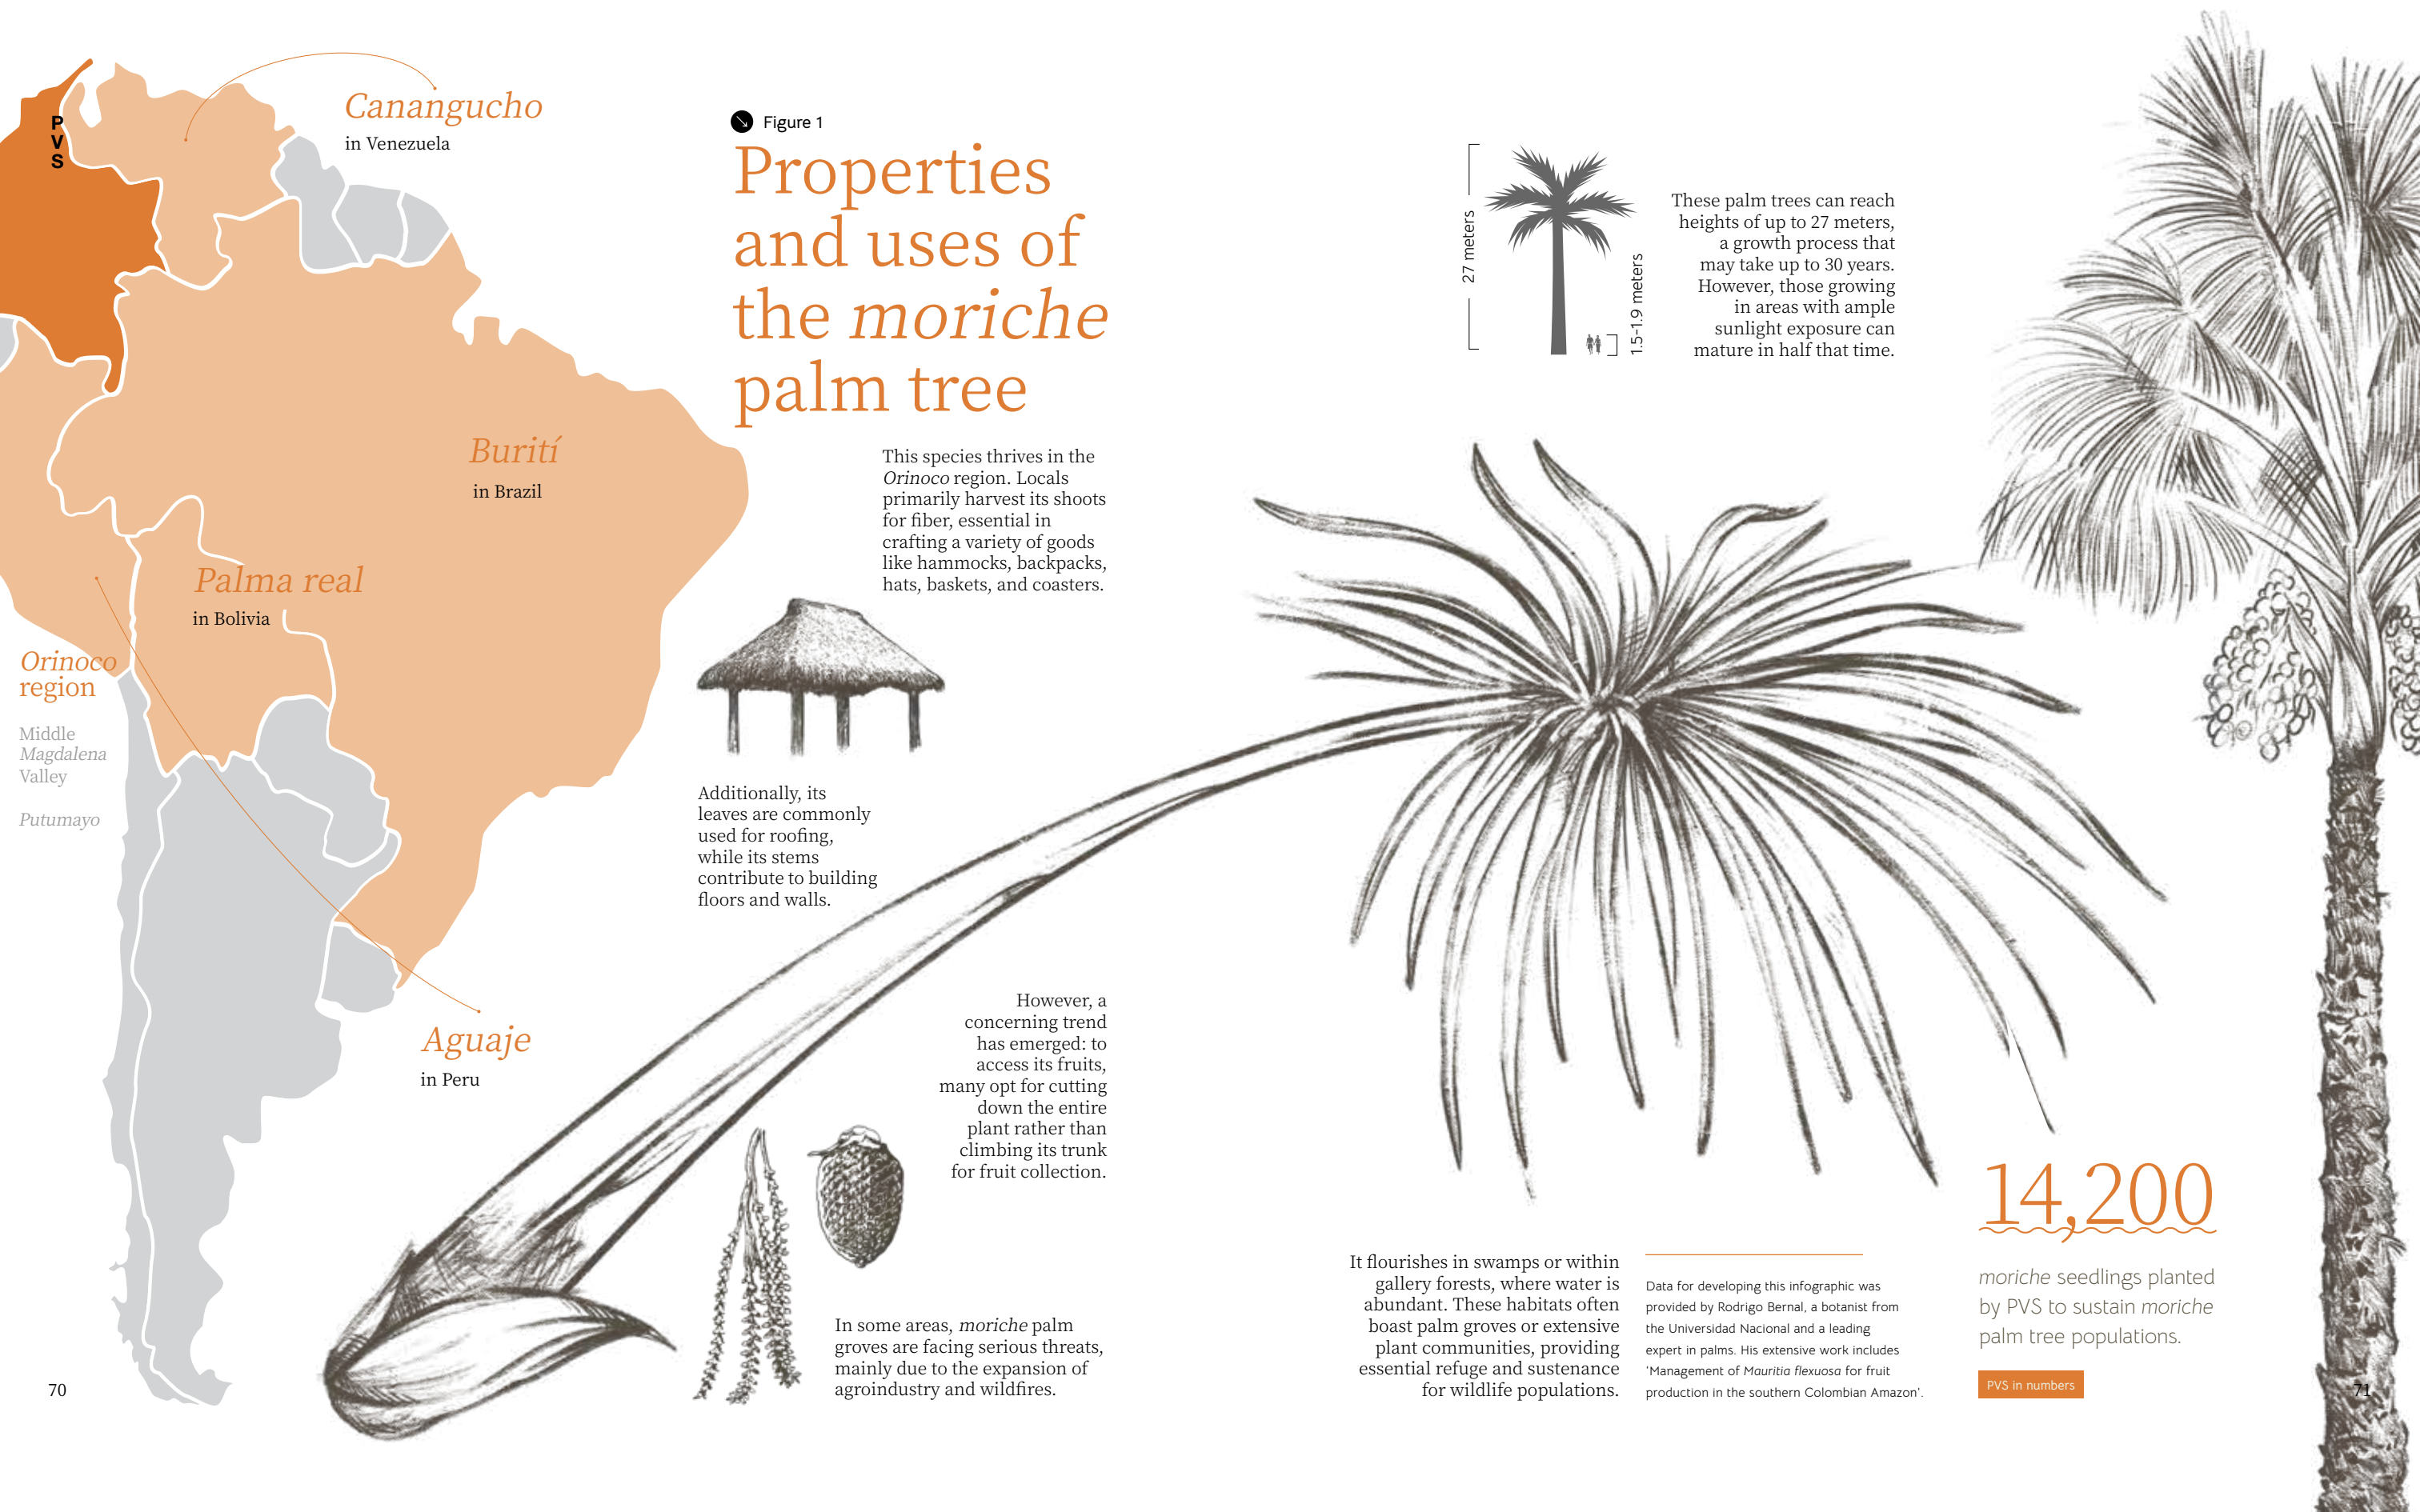 P
V
S
Canangucho
in Venezuela
Burití
in Brazil
Palma real
in Bolivia
Orinoco
region
Middle
Magdalena
Valley
Putumayo
Aguaje
in Peru
70
Figure 1
Properties
and uses of
the moriche
palm tree
This species thrives in the
Orinoco region. Locals
primarily harvest its shoots
for fiber, essential in
crafting a variety of goods
like hammocks, backpacks,
hats, baskets, and coasters.
Additionally, its
leaves are commonly
used for roofing,
while its stems
contribute to building
floors and walls.
However, a
concerning trend
has emerged: to
access its fruits,
many opt for cutting
down the entire
plant rather than
climbing its trunk
for fruit collection.
In some areas, moriche palm
groves are facing serious threats,
mainly due to the expansion of
agroindustry and wildfires.
27 meters
1.5-1.9 meters
These palm trees can reach
heights of up to 27 meters,
a growth process that
may take up to 30 years.
However, those growing
in areas with ample
sunlight exposure can
mature in half that time.
It flourishes in swamps or within
gallery forests, where water is
abundant. These habitats often
boast palm groves or extensive
plant communities, providing
essential refuge and sustenance
for wildlife populations.
Data for developing this infographic was
provided by Rodrigo Bernal, a botanist from
the Universidad Nacional and a leading
expert in palms. His extensive work includes
'Management of Mauritia flexuosa for fruit
production in the southern Colombian Amazon'.
14,200
moriche seedlings planted
by PVS to sustain moriche
palm tree populations.
PVS in numbers
71